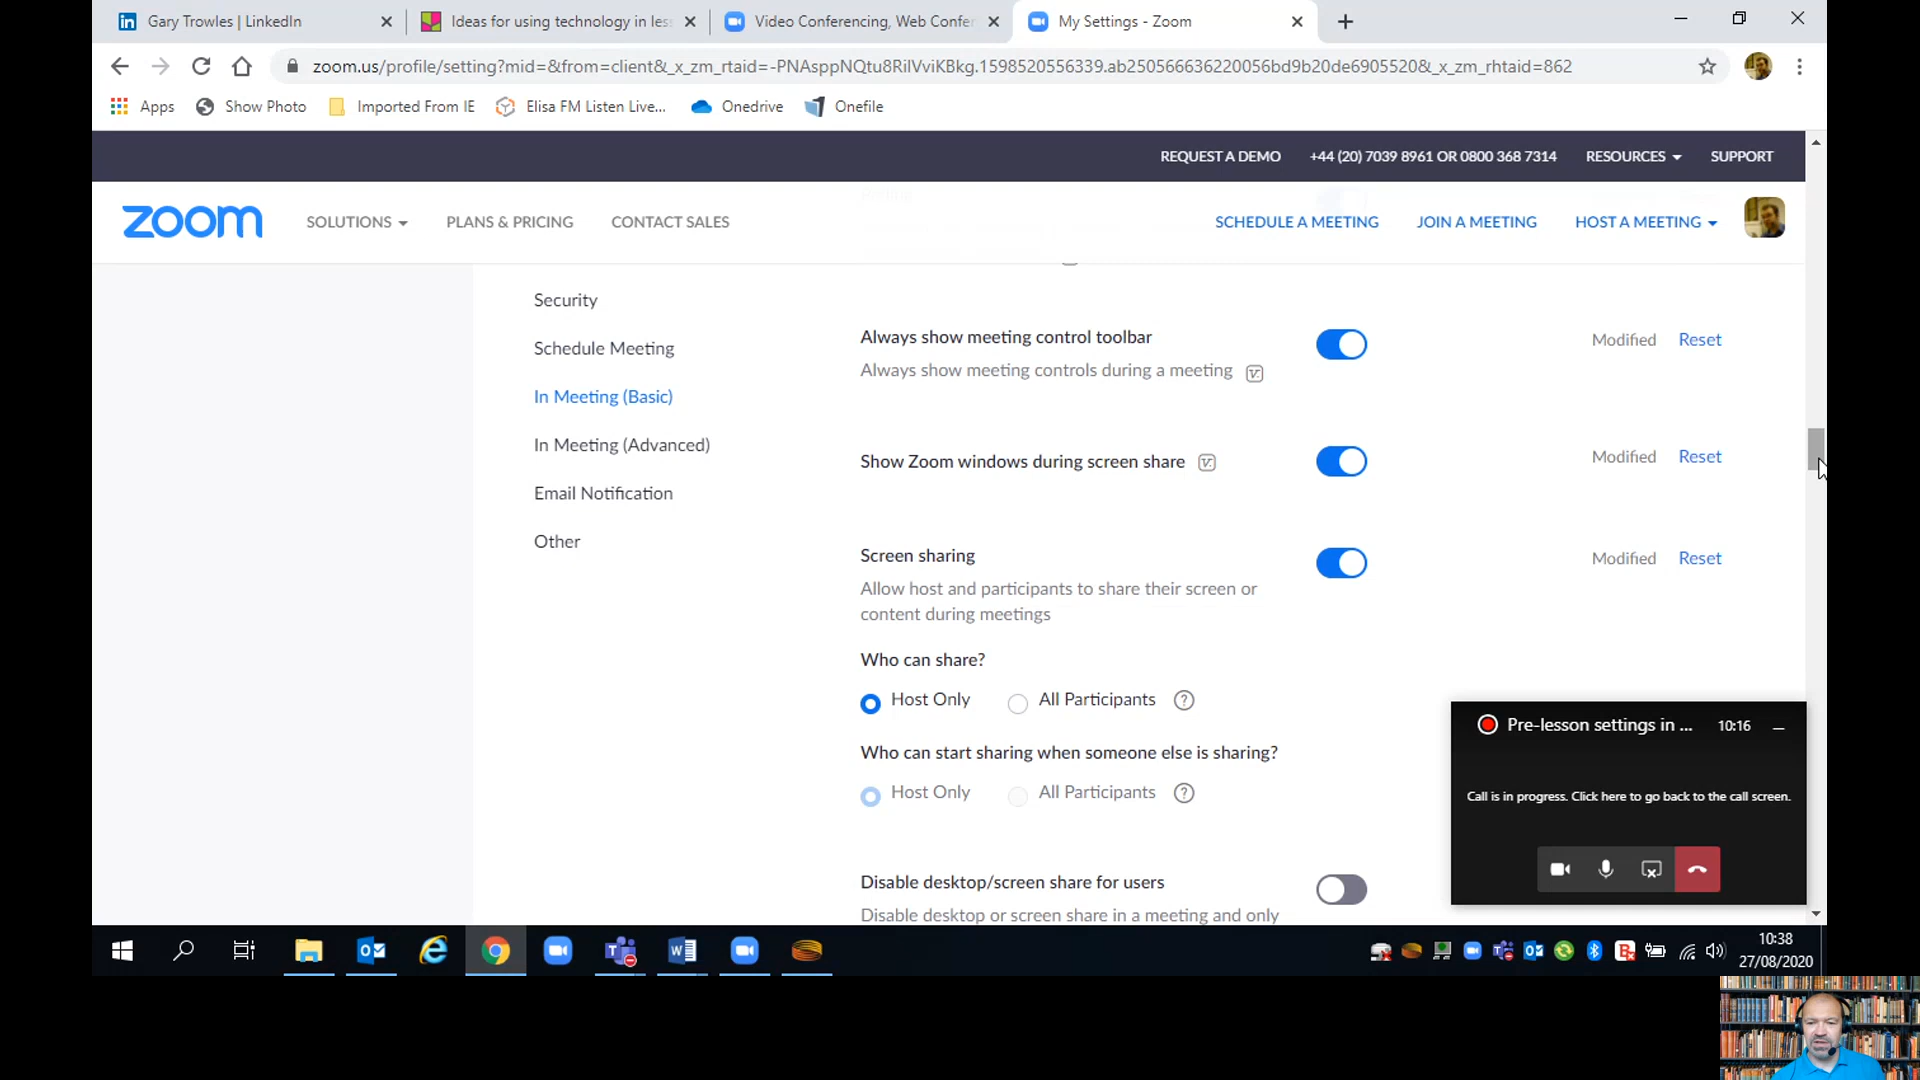 Gary Trowles | LinkedIn
Ideas for using technology in les
Video Conferencing, Web Confer
My Settings - Zoom
zoom.us/profile/setting?mid=&from=client&_x_zm_rtaid=-PNAsppNQtu8RilVviKBkg.1598520556339.ab250566636220056bd9b20de6905520&_x_zm_rhtaid=862
Apps
Show Photo
Imported From IE
Elisa FM Listen Live...
Onedrive
Onefile
REQUEST A DEMO
+44 (20) 7039 8961 OR 0800 368 7314
RESOURCES
SUPPORT
zoom
SOLUTIONS
PLANS & PRICING
CONTACT SALES
SCHEDULE A MEETING
JOIN A MEETING
HOST A MEETING
Security
Schedule Meeting
In Meeting (Basic)
In Meeting (Advanced)
Email Notification
Other
Always show meeting control toolbar
Modified Reset
Always show meeting controls during a meeting
Show Zoom windows during screen share
Modified Reset
Screen sharing
Modified Reset
Allow host and participants to share their screen or
content during meetings
Who can share?
Host Only
All Participants
Who can start sharing when someone else is sharing?
Host Only
All Participants
Disable desktop/screen share for users
Disable desktop or screen share in a meeting and only
Pre-lesson settings in ...
10:16
Call is in progress. Click here to go back to the call screen.
10:38
27/08/2020